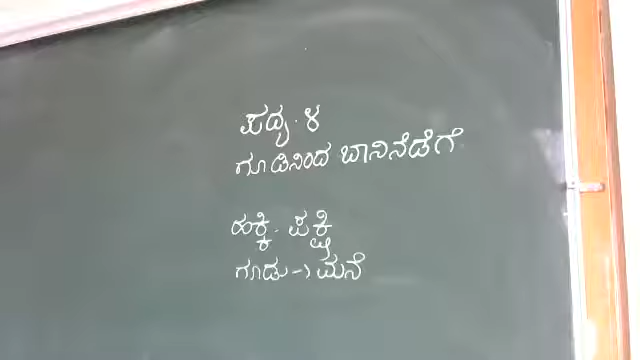 ಪದ್ಯ. ೪
ಗೂಡಿನಿಂದ ಬಾನಿನೆಡೆಗೆ
ಹಕ್ಕಿ. ಪಕ್ಷಿ
ಗೂಡು → ಮನೆ